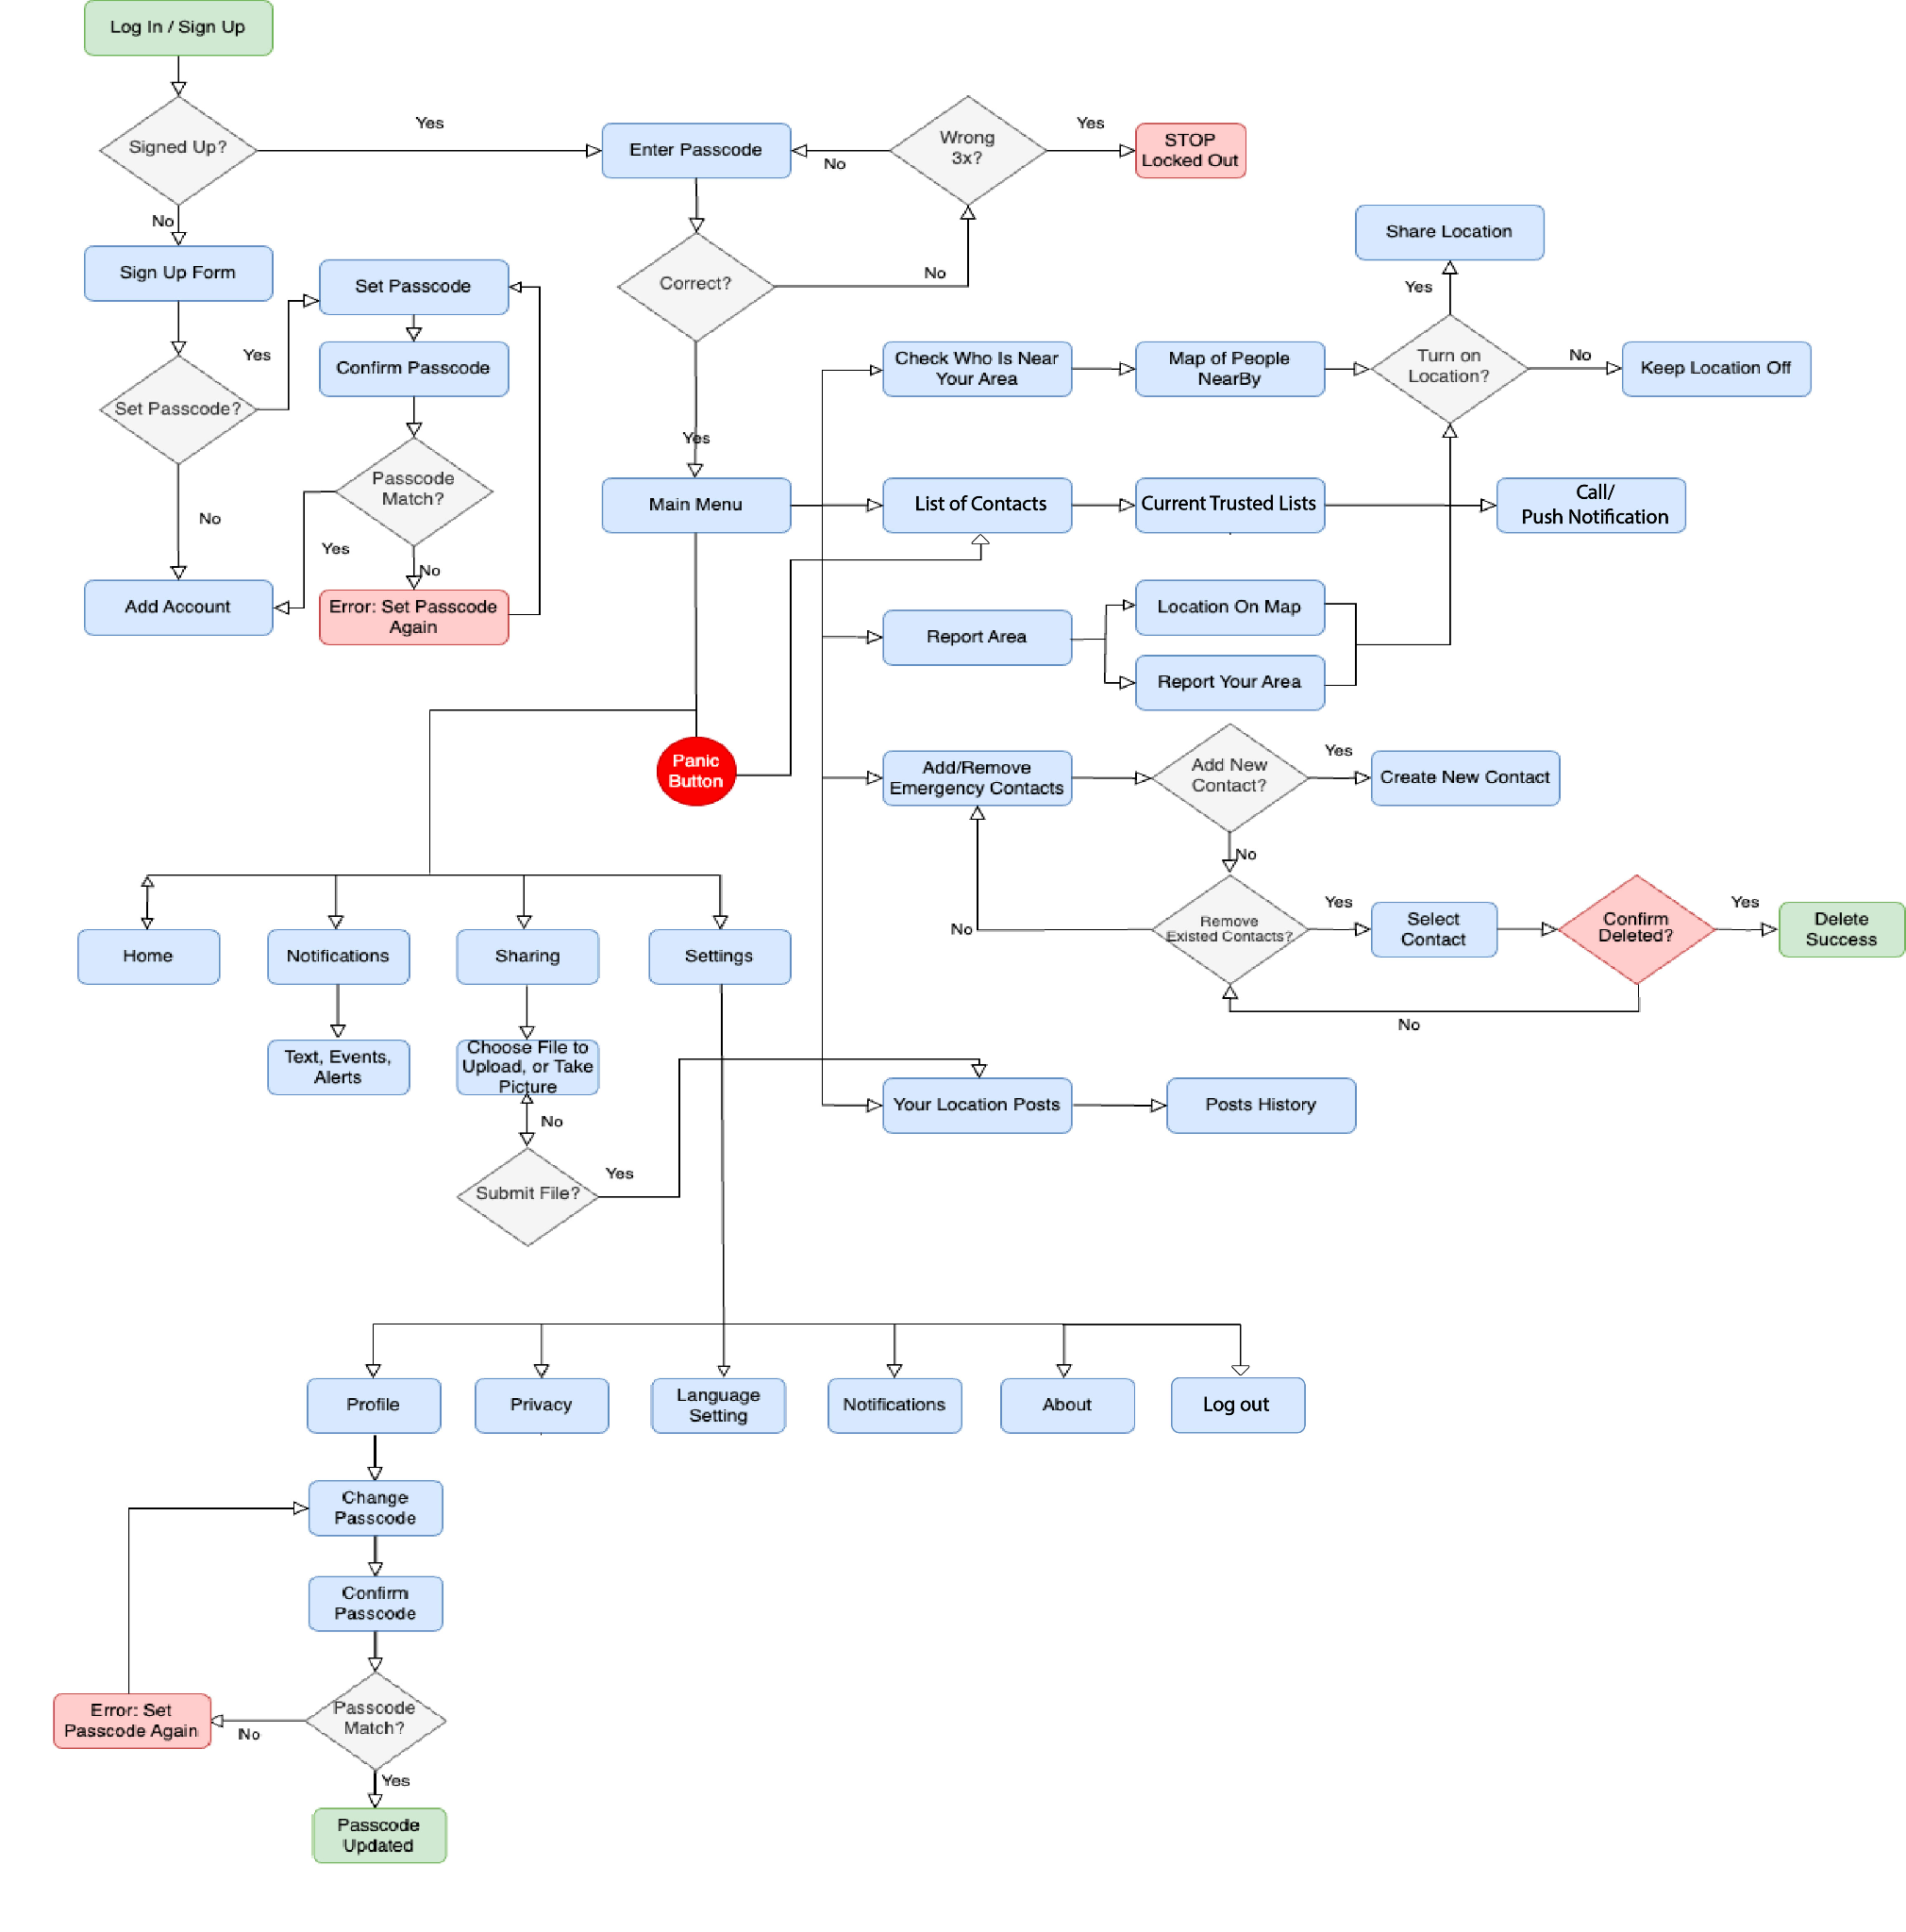 Log In / Sign Up
Signed Up?
Yes
Enter Passcode
No
Wrong
3x?
Yes
STOP
Locked Out
No
Sign Up Form
Set Passcode
Correct?
No
Share Location
Yes
Confirm Passcode
Yes
Set Passcode?
Check Who Is Near
Your Area
Map of People
NearBy
Turn on
Location?
No
Keep Location Off
Yes
Passcode
Match?
No
Yes
No
Main Menu
List of Contacts
Current Trusted Lists
Call/
Push Notification
Add Account
Error: Set Passcode
Again
Report Area
Location On Map
Report Your Area
Panic
Button
Add/Remove
Emergency Contacts
Add New
Contact?
Yes
Create New Contact
No
No
Remove
Existed Contacts?
Yes
Select
Contact
Confirm
Deleted?
Yes
Delete
Success
No
Home
Notifications
Sharing
Settings
Text, Events,
Alerts
Choose File to
Upload, or Take
Picture
No
Submit File?
Yes
Your Location Posts
Posts History
Profile
Privacy
Language
Setting
Notifications
About
Log out
Change
Passcode
Confirm
Passcode
Passcode
Match?
No
Error: Set
Passcode Again
Yes
Passcode
Updated